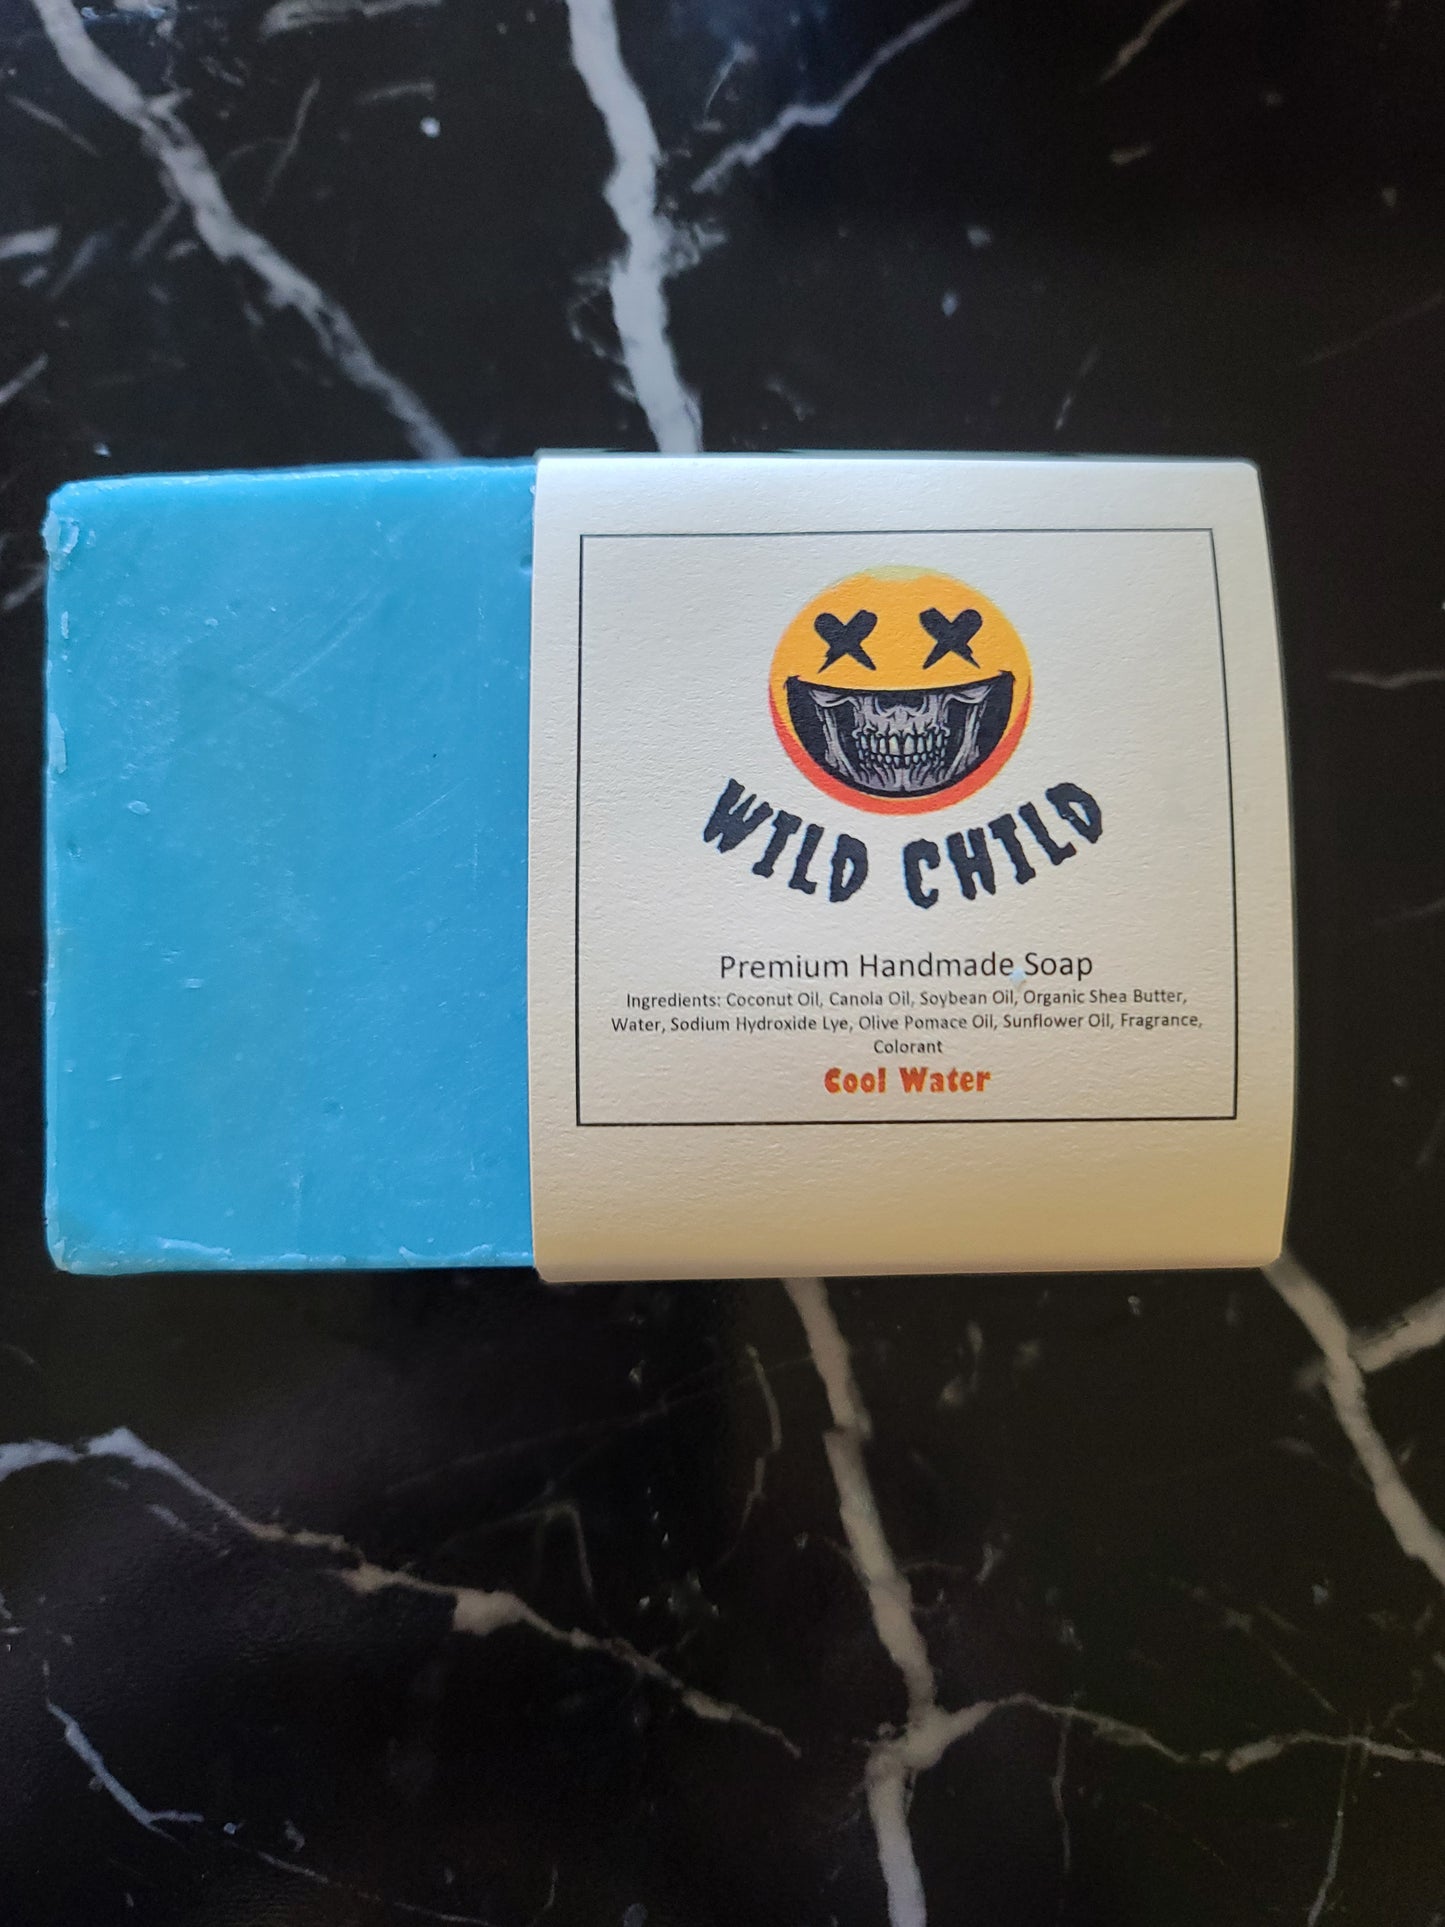 WILD CHILD
Premium Handmade Soap
Ingredients: Coconut Oil, Canola Oil, Soybean Oil, Organic Shea Butter,
Water, Sodium Hydroxide Lye, Olive Pomace Oil, Sunflower Oil, Fragrance,
Colorant
Cool Water